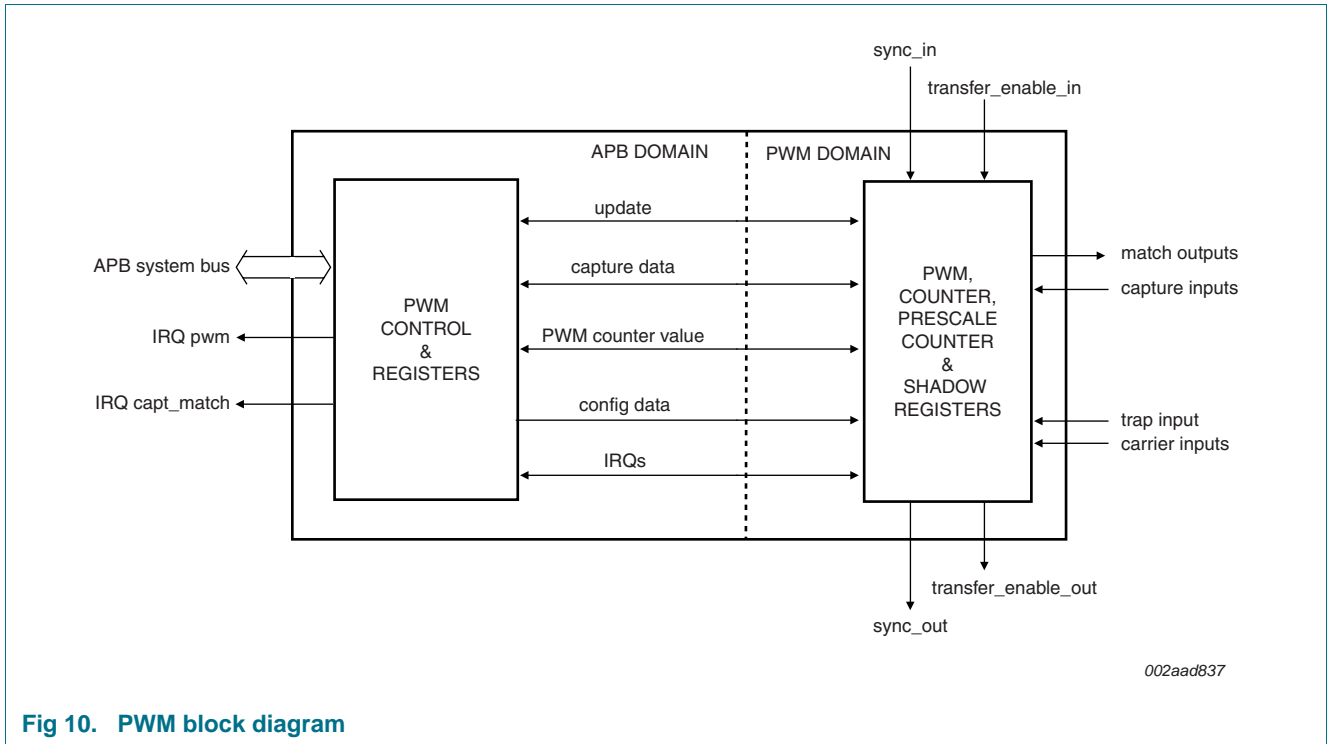 sync_in
transfer_enable_in
APB DOMAIN
PWM DOMAIN
update
APB system bus
capture data
match outputs
capture inputs
PWM
CONTROL
&
REGISTERS
PWM,
COUNTER,
PRESCALE
COUNTER
&
SHADOW
REGISTERS
IRQ pwm
PWM counter value
IRQ capt_match
config data
trap input
carrier inputs
IRQs
transfer_enable_out
sync_out
002aad837
Fig 10. PWM block diagram